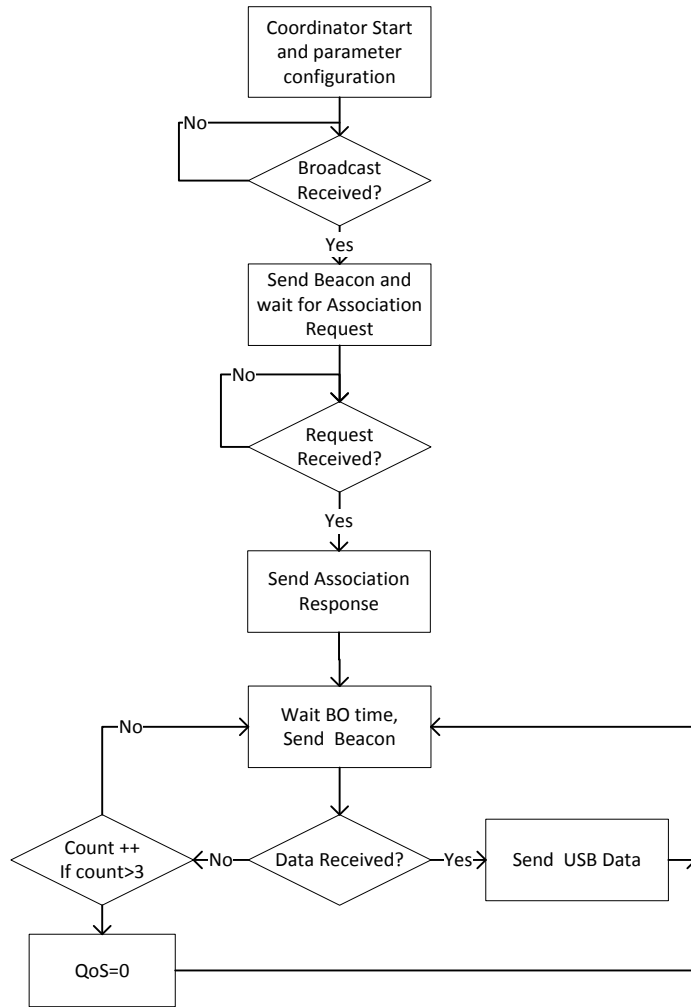 Coordinator Start
and parameter
configuration
No
Broadcast
Received?
Yes
Send Beacon and
wait for Association
Request
No
Request
Received?
Yes
Send Association
Response
No
Wait BO time,
Send Beacon
Count ++
If count>3
No
Data Received?
Yes
Send USB Data
QoS=0